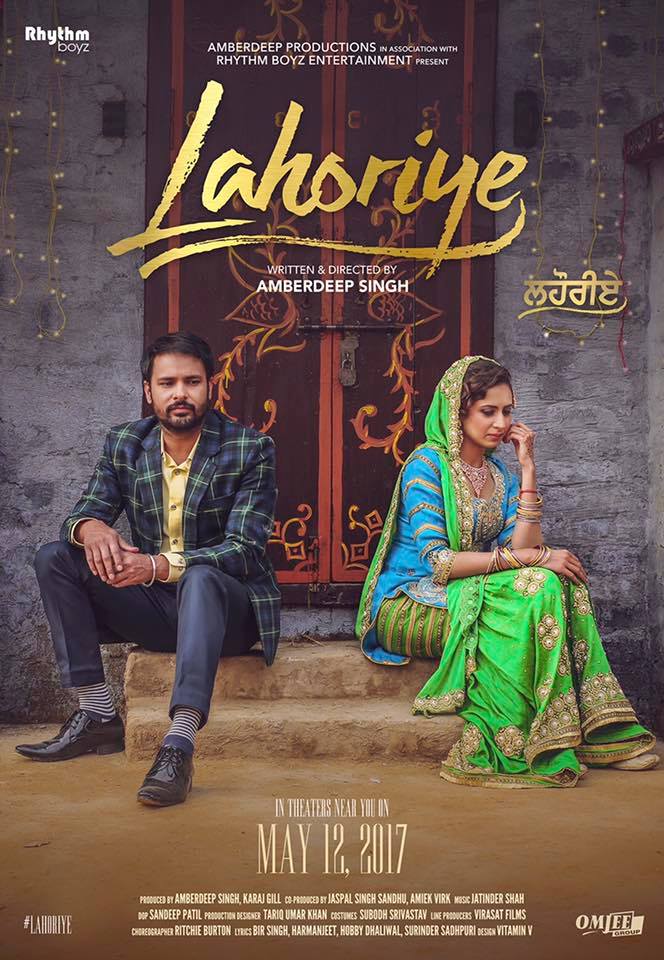 Rhythm
boyz
AMBERDEEP PRODUCTIONS IN ASSOCIATION WITH
RHYTHM BOYZ ENTERTAINMENT PRESENT
Lahoriye
WRITTEN & DIRECTED BY
AMBERDEEP SINGH
ਲਹੌਰੀਏ
IN THEATERS NEAR YOU ON
MAY 12, 2017
PRODUCED BY AMBERDEEP SINGH, KARAJ GILL CO-PRODUCED BY JASPAL SINGH SANDHU, AMIEK VIRK MUSIC JATINDER SHAH
DOP SANDEEP PATIL PRODUCTION DESIGNER TARIQ UMAR KHAN COSTUMES SUBODH SRIVASTAV LINE PRODUCERS VIRASAT FILMS
CHOREOGRAPHER RITCHIE BURTON LYRICS BIR SINGH, HARMANJEET, HOBBY DHALIWAL, SURINDER SADHPURI DESIGN VITAMIN V
#LAHORIYE
OMJEE
GROUP